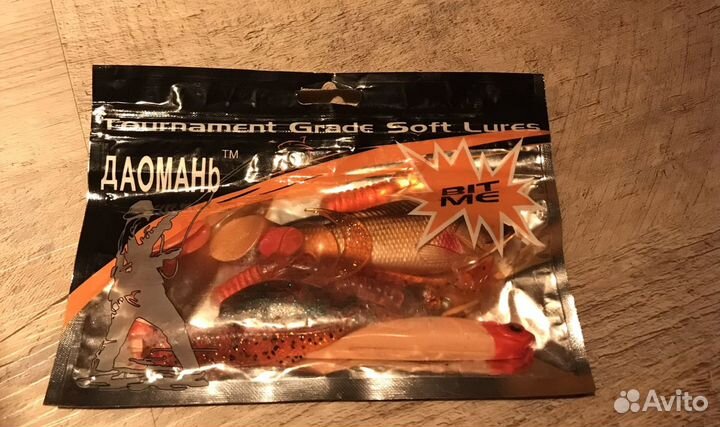 Tournament Grade Soft Lures
ДАОМАНЬ™
BIT
ME
Avito